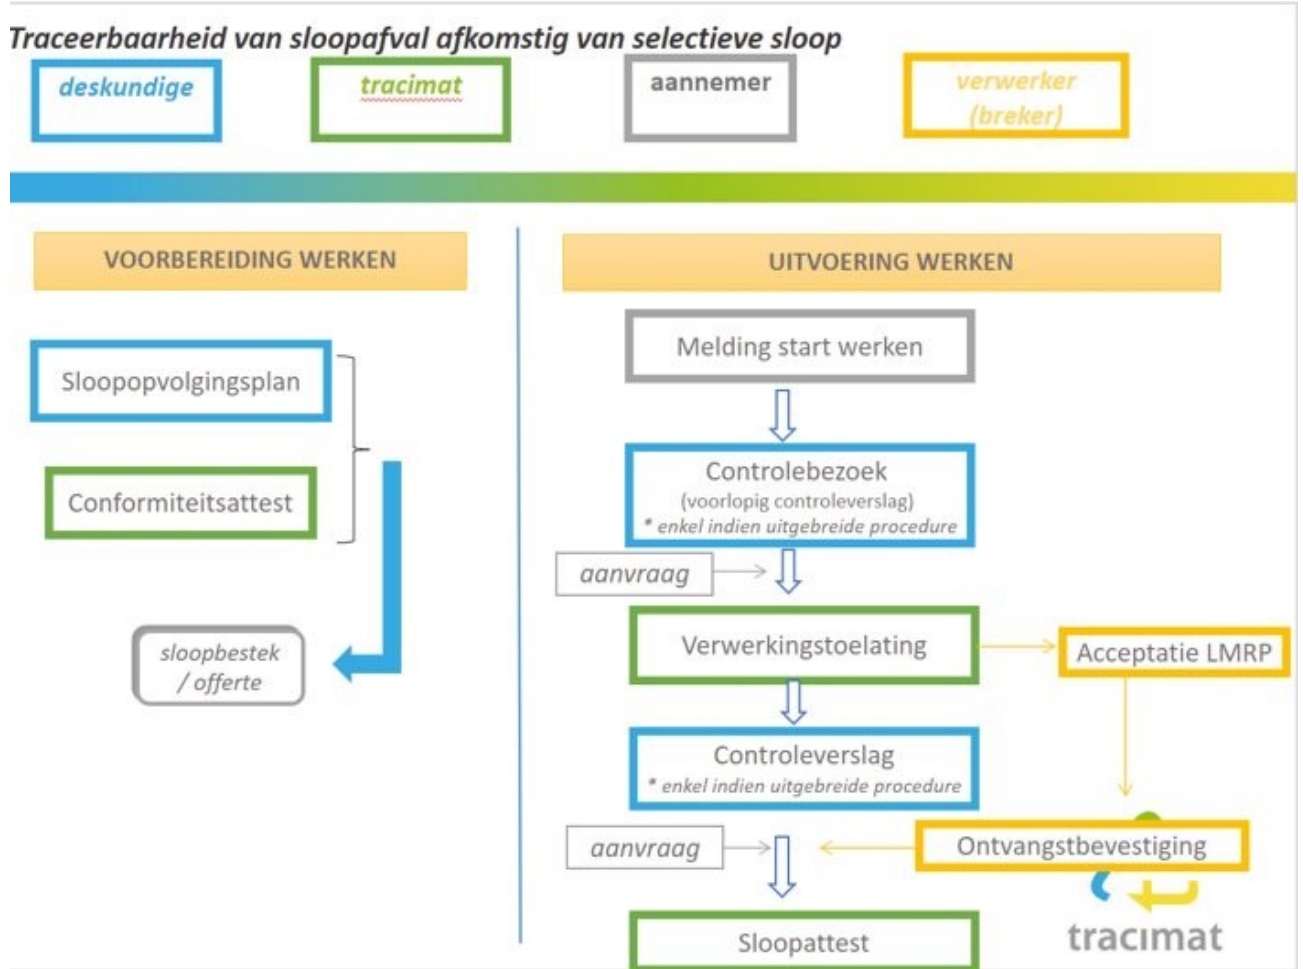 Traceerbaarheid van sloopafval afkomstig van selectieve sloop
deskundige
tracimat
aannemer
verwerker
(breker)
VOORBEREIDING WERKEN
Sloopopvolgingsplan
Conformiteitsattest
sloopbestek
/ offerte
UITVOERING WERKEN
Melding start werken
Controlebezoek
(voorlopig controleverslag)
* enkel indien uitgebreide procedure
aanvraag
Verwerkingstoelating
Acceptatie LMRP
Controleverslag
* enkel indien uitgebreide procedure
aanvraag
Ontvangstbevestiging
Sloopattest
tracimat